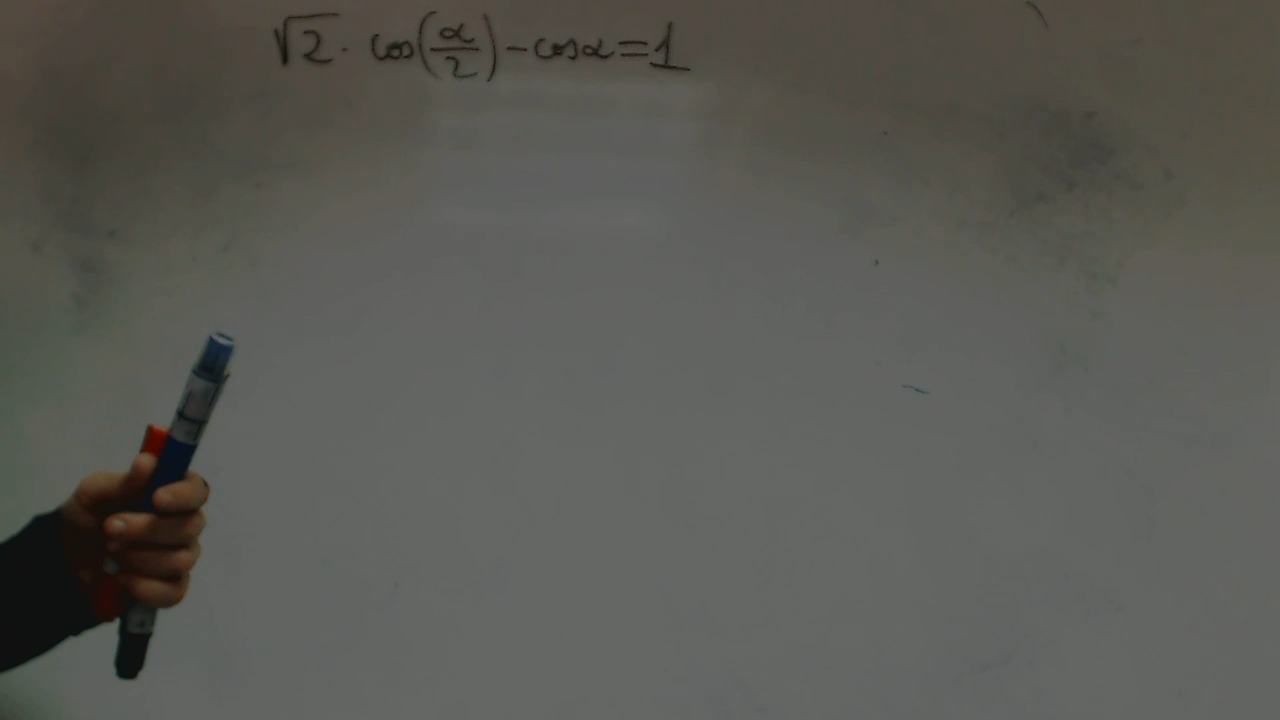 √2 · cos(α/2) - cosα = 1